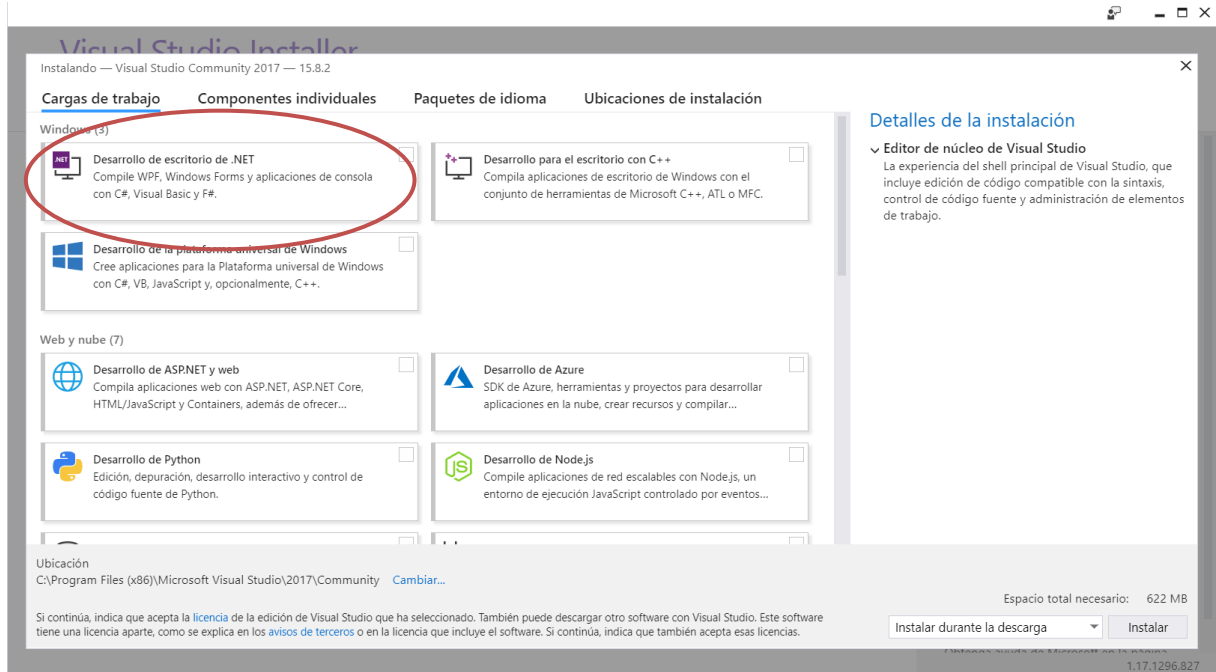 Visual Studio Installer
Instalando — Visual Studio Community 2017 — 15.8.2
Cargas de trabajo Componentes individuales Paquetes de idioma Ubicaciones de instalación
Windows (3)
.NET
Desarrollo de escritorio de .NET
Compile WPF, Windows Forms y aplicaciones de consola
con C#, Visual Basic y F#.
Desarrollo para el escritorio con C++
Compila aplicaciones de escritorio de Windows con el
conjunto de herramientas de Microsoft C++, ATL o MFC.
Desarrollo de la plataforma universal de Windows
Cree aplicaciones para la Plataforma universal de Windows
con C#, VB, JavaScript y, opcionalmente, C++.
Web y nube (7)
Desarrollo de ASP.NET y web
Compila aplicaciones web con ASP.NET, ASP.NET Core,
HTML/JavaScript y Containers, además de ofrecer...
Desarrollo de Azure
SDK de Azure, herramientas y proyectos para desarrollar
aplicaciones en la nube, crear recursos y compilar...
Desarrollo de Python
Edición, depuración, desarrollo interactivo y control de
código fuente de Python.
JS
Desarrollo de Node.js
Compile aplicaciones de red escalables con Node.js, un
entorno de ejecución JavaScript controlado por eventos...
Detalles de la instalación
Editor de núcleo de Visual Studio
La experiencia del shell principal de Visual Studio, que
incluye edición de código compatible con la sintaxis,
control de código fuente y administración de elementos
de trabajo.
Ubicación
C:\Program Files (x86)\Microsoft Visual Studio\2017\Community Cambiar...
Si continúa, indica que acepta la licencia de la edición de Visual Studio que ha seleccionado. También puede descargar otro software con Visual Studio. Este software
tiene una licencia aparte, como se explica en los avisos de terceros o en la licencia que incluye el software. Si continúa, indica que también acepta esas licencias.
Espacio total necesario: 622 MB
Instalar durante la descarga Instalar
Obtenga ayuda de Microsoft en la página
1.17.1296.827